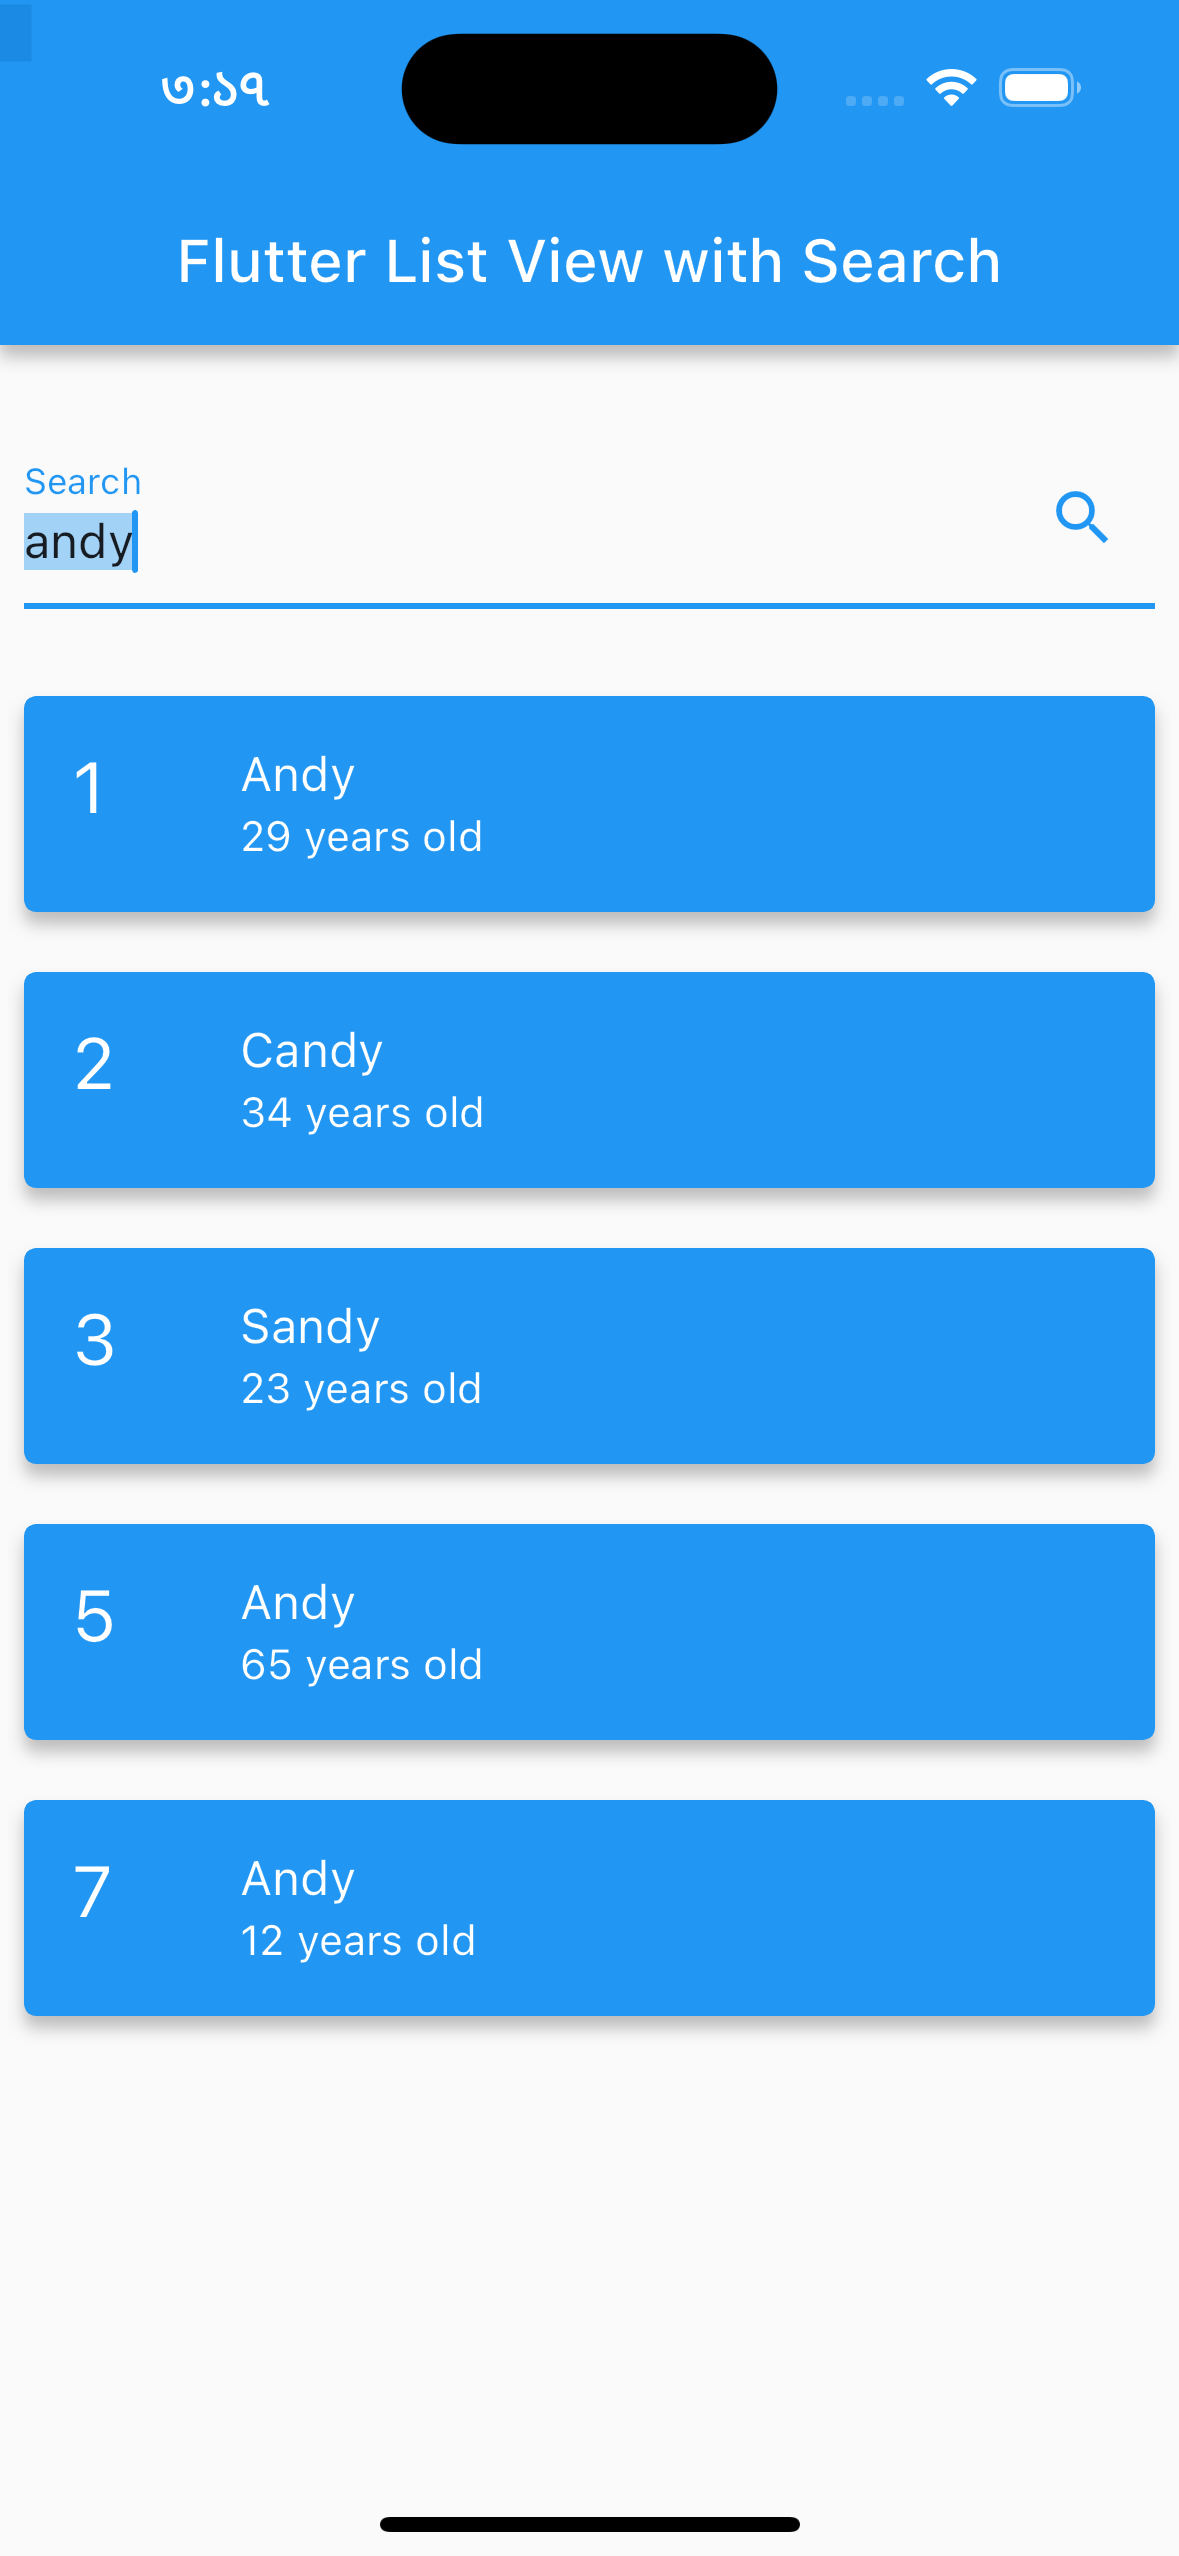 ৩:১৭
Flutter List View with Search
Search
andy
1
Andy
29 years old
2
Candy
34 years old
3
Sandy
23 years old
5
Andy
65 years old
7
Andy
12 years old